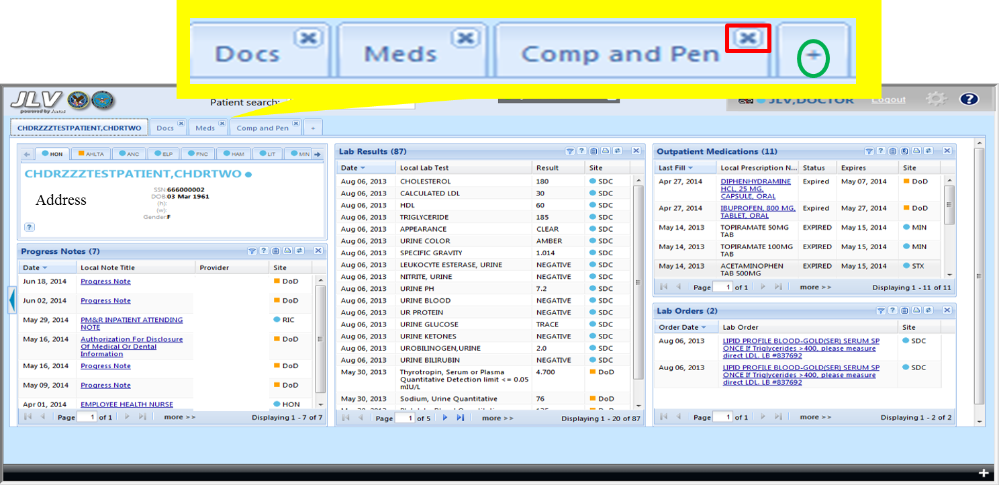 Docs
Meds
Comp and Pen
+
JLV
powered by Janus
Patient search:
JLV,DOCTOR
Logout
?
CHDRZZZTESTPATIENT,CHDRTWO
Docs
Meds
Comp and Pen
+
HON
AHLTA
ANC
ELP
FNC
HAM
LIT
MIN
CHDRZZZTESTPATIENT,CHDRTWO
SSN:666000002
Address
DOB:03 Mar 1961
(h):
(w):
Gender:F
?
Progress Notes (7)
Date Local Note Title Provider Site
Jun 18, 2014 Progress Note DoD
Jun 02, 2014 Progress Note DoD
May 29, 2014 PM&R INPATIENT ATTENDING RIC
NOTE
May 16, 2014 Authorization For Disclosure DoD
Of Medical Or Dental
Information
May 16, 2014 Progress Note DoD
May 09, 2014 Progress Note DoD
Apr 01, 2014 EMPLOYEE HEALTH NURSE HON
Page 1 of 1 more >> Displaying 1 - 7 of 7
Lab Results (87)
Date Local Lab Test Result Site
Aug 06, 2013 CHOLESTEROL 180 SDC
Aug 06, 2013 CALCULATED LDL 30 SDC
Aug 06, 2013 HDL 60 SDC
Aug 06, 2013 TRIGLYCERIDE 185 SDC
Aug 06, 2013 APPEARANCE CLEAR SDC
Aug 06, 2013 URINE COLOR AMBER SDC
Aug 06, 2013 SPECIFIC GRAVITY 1.014 SDC
Aug 06, 2013 LEUKOCYTE ESTERASE, URINE NEGATIVE SDC
Aug 06, 2013 NITRITE, URINE NEGATIVE SDC
Aug 06, 2013 URINE PH 7.2 SDC
Aug 06, 2013 URINE BLOOD NEGATIVE SDC
Aug 06, 2013 UR PROTEIN NEGATIVE SDC
Aug 06, 2013 URINE GLUCOSE TRACE SDC
Aug 06, 2013 URINE KETONES NEGATIVE SDC
Aug 06, 2013 UROBILINOGEN,URINE 2.0 SDC
Aug 06, 2013 URINE BILIRUBIN NEGATIVE SDC
May 30, 2013 Thyrotropin, Serum or Plasma 4.700 DoD
Quantitative Detection limit <= 0.05
mIU/L
May 30, 2013 Sodium, Urine Quantitative 76 DoD
Page 1 of 5 more >> Displaying 1 - 20 of 87
Outpatient Medications (11)
Last Fill Local Prescription N... Status Expires Site
Apr 27, 2014 DIPHENHYDRAMINE Expired May 07, 2014 DoD
HCL, 25 MG,
CAPSULE, ORAL
Apr 27, 2014 IBUPROFEN, 800 MG, Expired May 27, 2014 DoD
TABLET, ORAL
May 14, 2013 TOPIRAMATE 50MG EXPIRED May 15, 2014 MIN
TAB
May 14, 2013 TOPIRAMATE 100MG EXPIRED May 15, 2014 MIN
TAB
May 14, 2013 ACETAMINOPHEN EXPIRED May 15, 2014 STX
TAB 500MG
Page 1 of 1 more >> Displaying 1 - 11 of 11
Lab Orders (2)
Order Date Lab Order Site
Aug 06, 2013 LIPID PROFILE BLOOD-GOLD(SER) SERUM SP SDC
ONCE If Triglycerides >400, please measure
direct LDL. LB #837692
Aug 06, 2013 LIPID PROFILE BLOOD-GOLD(SER) SERUM SP SDC
ONCE If Triglycerides >400, please measure
direct LDL. LB #837692
Page 1 of 1 more >> Displaying 1 - 2 of 2
+